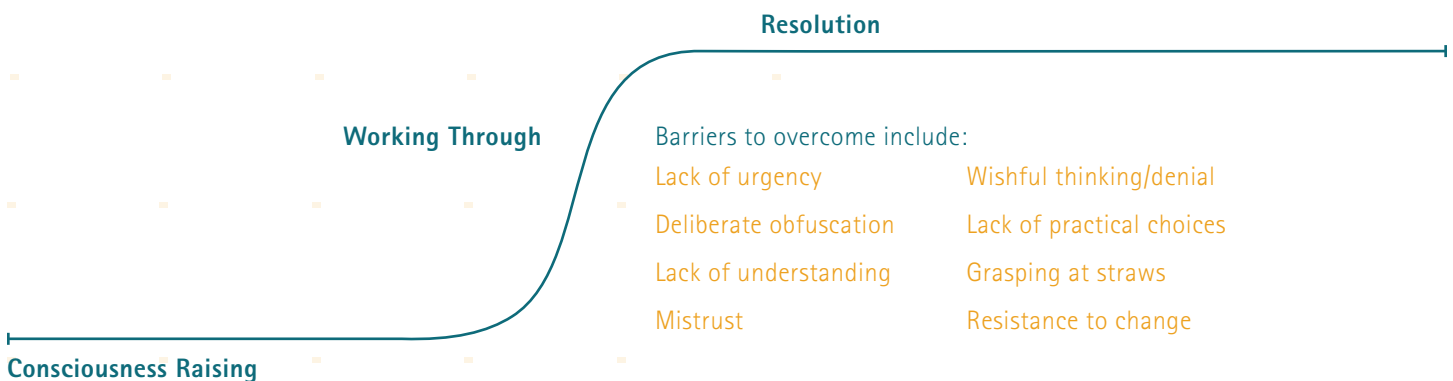 Resolution
Working Through
Barriers to overcome include:
Lack of urgency
Wishful thinking/denial
Deliberate obfuscation
Lack of practical choices
Lack of understanding
Grasping at straws
Mistrust
Resistance to change
Consciousness Raising